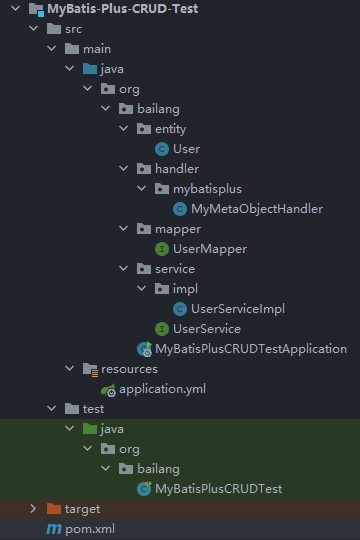 MyBatis-Plus-CRUD-Test
src
main
java
org
bailang
entity
User
handler
mybatisplus
MyMetaObjectHandler
mapper
UserMapper
service
impl
UserServiceImpl
UserService
MyBatisPlusCRUDTestApplication
resources
application.yml
test
java
org
bailang
MyBatisPlusCRUDTest
target
pom.xml